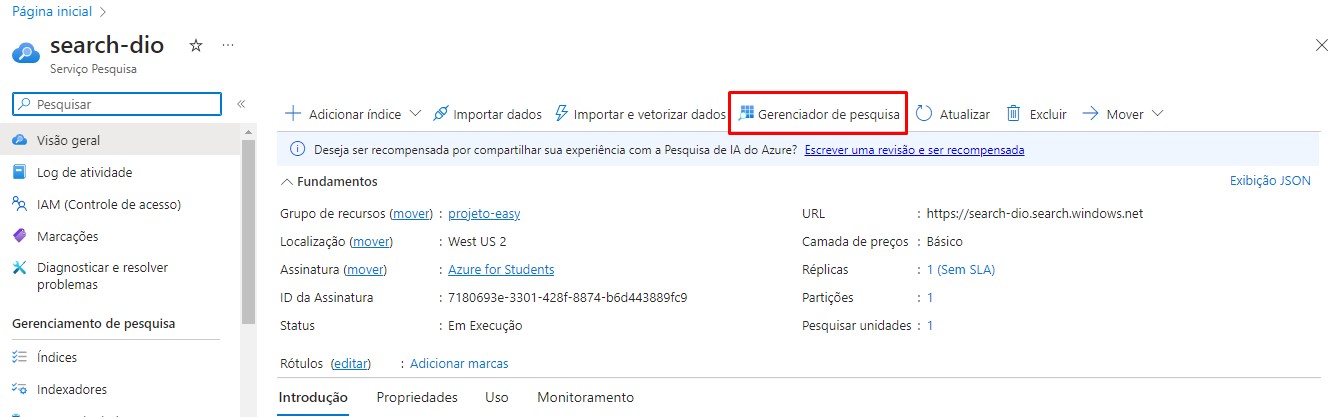 Página inicial >
search-dio
Serviço Pesquisa
Pesquisar
Visão geral
Log de atividade
IAM (Controle de acesso)
Marcações
Diagnosticar e resolver
problemas
Gerenciamento de pesquisa
Índices
Indexadores
Adicionar índice Importar dados Importar e vetorizar dados Gerenciador de pesquisa Atualizar Excluir Mover
Deseja ser recompensada por compartilhar sua experiência com a Pesquisa de IA do Azure? Escrever uma revisão e ser recompensada
Fundamentos Exibição JSON
Grupo de recursos (mover) : projeto-easy
Localização (mover) : West US 2
Assinatura (mover) : Azure for Students
ID da Assinatura : 7180693e-3301-428f-8874-b6d443889fc9
Status : Em Execução
URL : https://search-dio.search.windows.net
Camada de preços : Básico
Réplicas : 1 (Sem SLA)
Partições : 1
Pesquisar unidades : 1
Rótulos (editar) : Adicionar marcas
Introdução Propriedades Uso Monitoramento